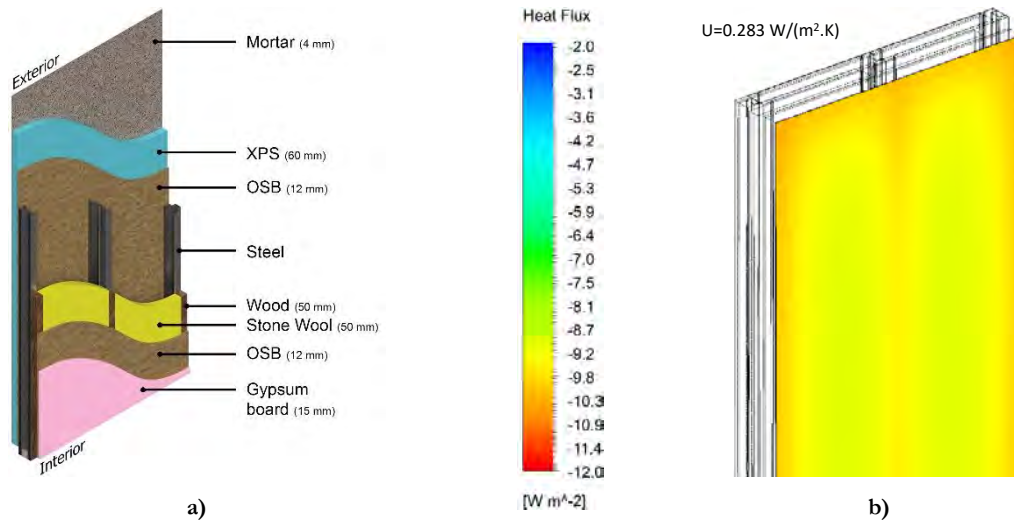 Exterior
Mortar (4 mm)
XPS (60 mm)
OSB (12 mm)
Steel
Wood (50 mm)
Stone Wool (50 mm)
OSB (12 mm)
Gypsum
board (15 mm)
Interior
a)
Heat Flux
-2.0
-2.5
-3.1
-3.6
-4.2
-4.7
-5.3
-5.9
-6.4
-7.0
-7.5
-8.1
-8.7
-9.2
-9.8
-10.3
-10.9
-11.4
-12.0
[W m^-2]
U=0.283 W/(m².K)
b)